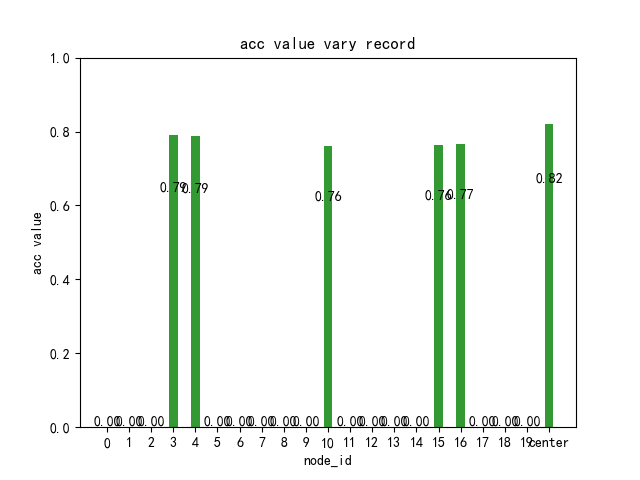 acc value vary record
1.0
0.8
0.6
0.4
0.2
0.0
acc value
0.00 0.00 0.00 0.79 0.79 0.00 0.00 0.00 0.00 0.00 0.76 0.00 0.00 0.00 0.00 0.76 0.77 0.00 0.00 0.00 0.82
0 1 2 3 4 5 6 7 8 9 10 11 12 13 14 15 16 17 18 19 center
node_id